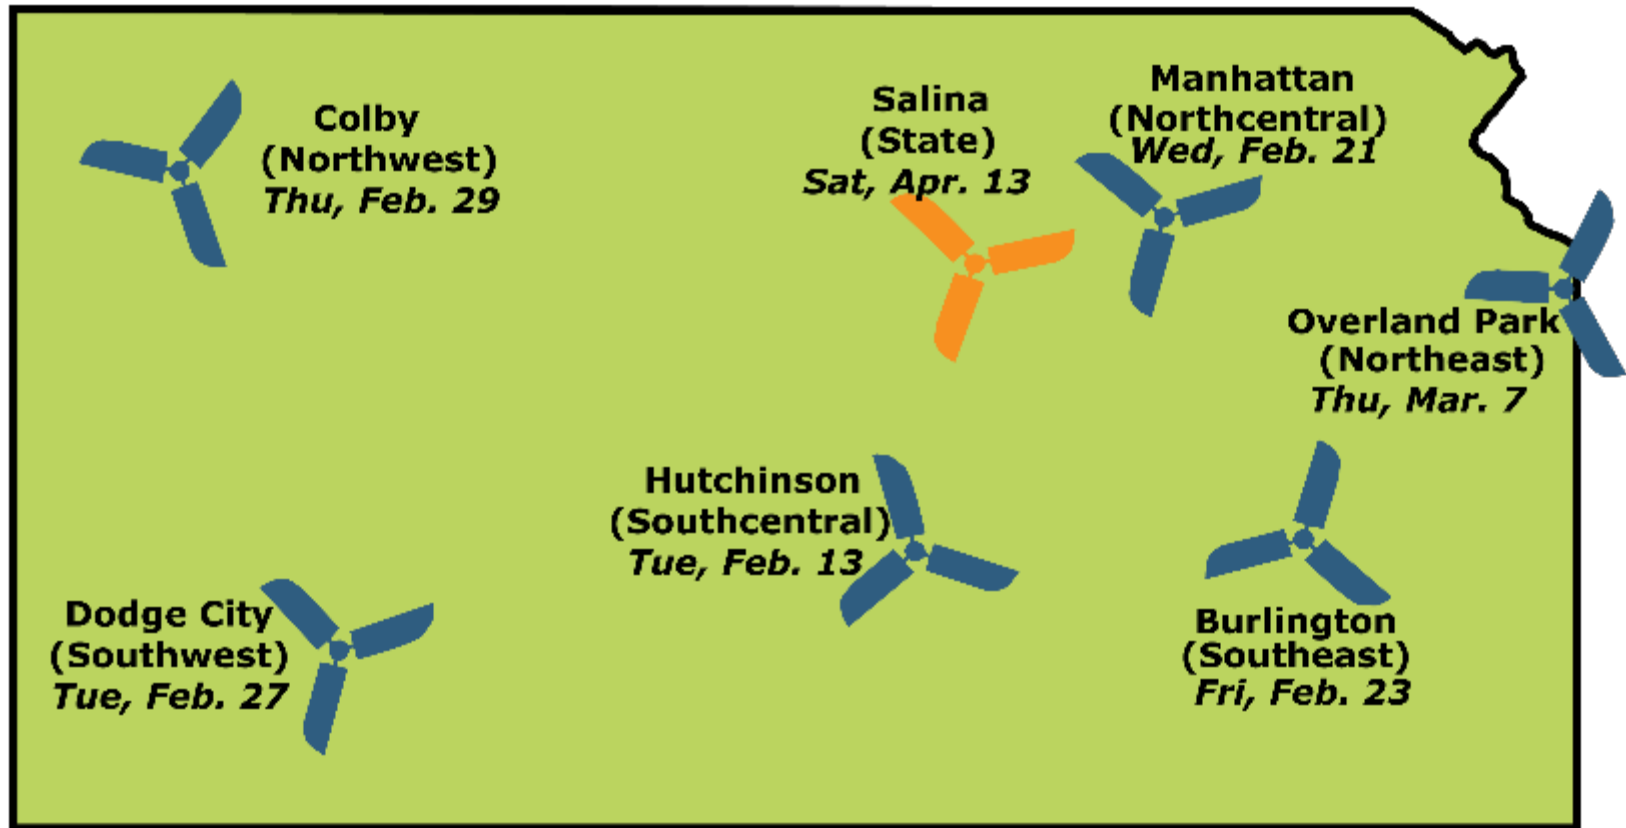 Colby
(Northwest)
Thu, Feb. 29
Salina
(State)
Sat, Apr. 13
Manhattan
(Northcentral)
Wed, Feb. 21
Overland Park
(Northeast)
Thu, Mar. 7
Hutchinson
(Southcentral)
Tue, Feb. 13
Dodge City
(Southwest)
Tue, Feb. 27
Burlington
(Southeast)
Fri, Feb. 23